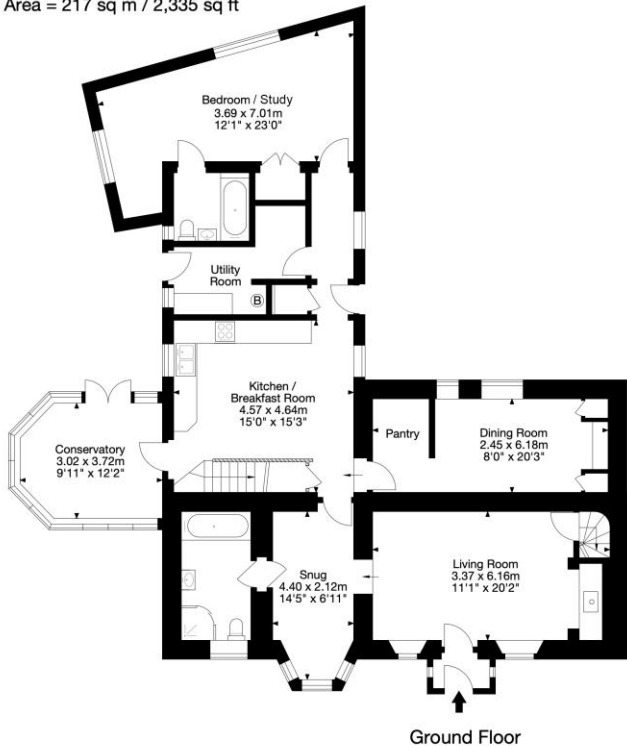 Area = 217 sq m / 2,335 sq ft
Bedroom / Study
3.69 x 7.01m
12'1" x 23'0"
Utility
Room
B
Kitchen /
Breakfast Room
4.57 x 4.64m
15'0" x 15'3"
Conservatory
3.02 x 3.72m
9'11" x 12'2"
Pantry
Dining Room
2.45 x 6.18m
8'0" x 20'3"
Snug
4.40 x 2.12m
14'5" x 6'11"
Living Room
3.37 x 6.16m
11'1" x 20'2"
Ground Floor